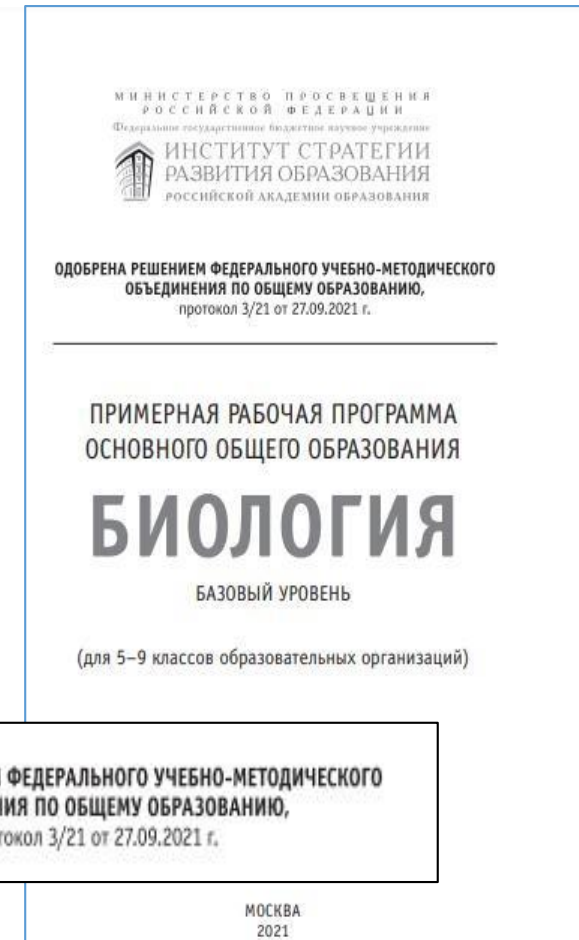 МИНИСТЕРСТВО ПРОСВЕЩЕНИЯ
РОССИЙСКОЙ ФЕДЕРАЦИИ
Федеральное государственное бюджетное научное учреждение
ИНСТИТУТ СТРАТЕГИИ
РАЗВИТИЯ ОБРАЗОВАНИЯ
РОССИЙСКОЙ АКАДЕМИИ ОБРАЗОВАНИЯ
ОДОБРЕНА РЕШЕНИЕМ ФЕДЕРАЛЬНОГО УЧЕБНО-МЕТОДИЧЕСКОГО
ОБЪЕДИНЕНИЯ ПО ОБЩЕМУ ОБРАЗОВАНИЮ,
протокол 3/21 от 27.09.2021 г.
ПРИМЕРНАЯ РАБОЧАЯ ПРОГРАММА
ОСНОВНОГО ОБЩЕГО ОБРАЗОВАНИЯ
БИОЛОГИЯ
БАЗОВЫЙ УРОВЕНЬ
(для 5–9 классов образовательных организаций)
ФЕДЕРАЛЬНОГО УЧЕБНО-МЕТОДИЧЕСКОГО
НИЯ ПО ОБЩЕМУ ОБРАЗОВАНИЮ,
токол 3/21 от 27.09.2021 г.
МОСКВА
2021